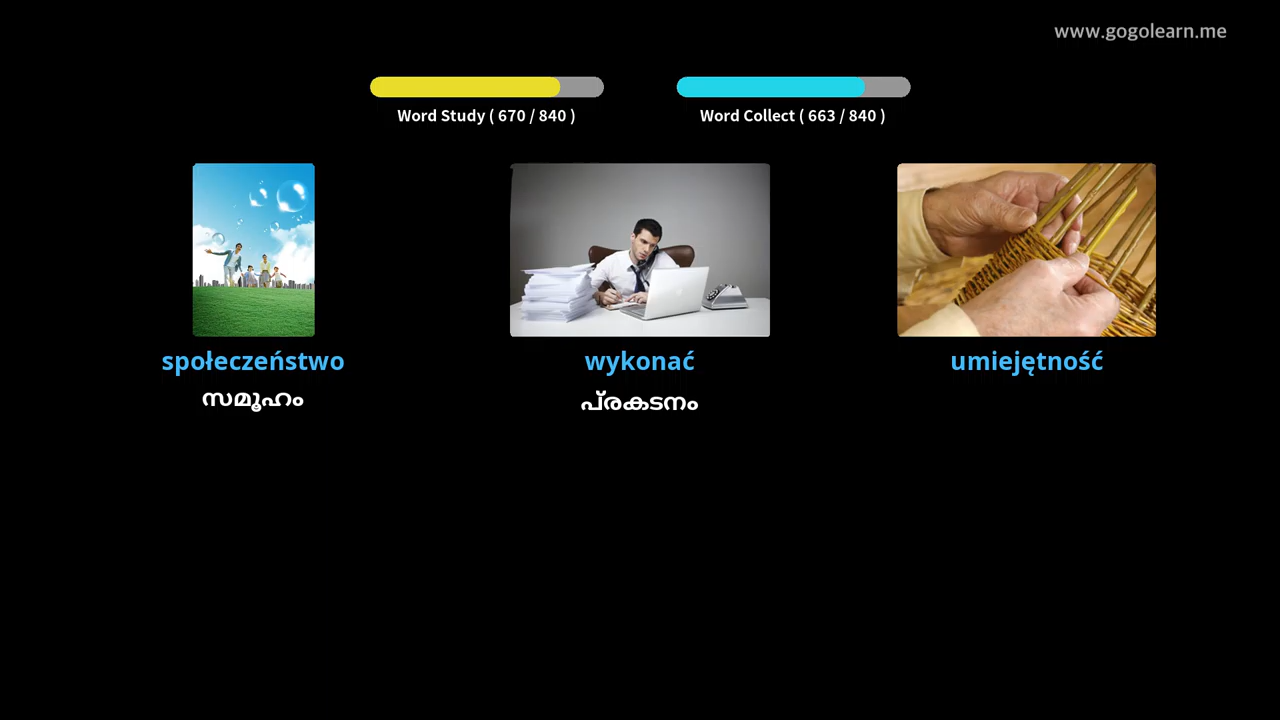 www.gogolearn.me
Word Study ( 670 / 840 )
Word Collect ( 663 / 840 )
społeczeństwo
wykonać
umiejętność
സമൂഹം
പ്രകടനം